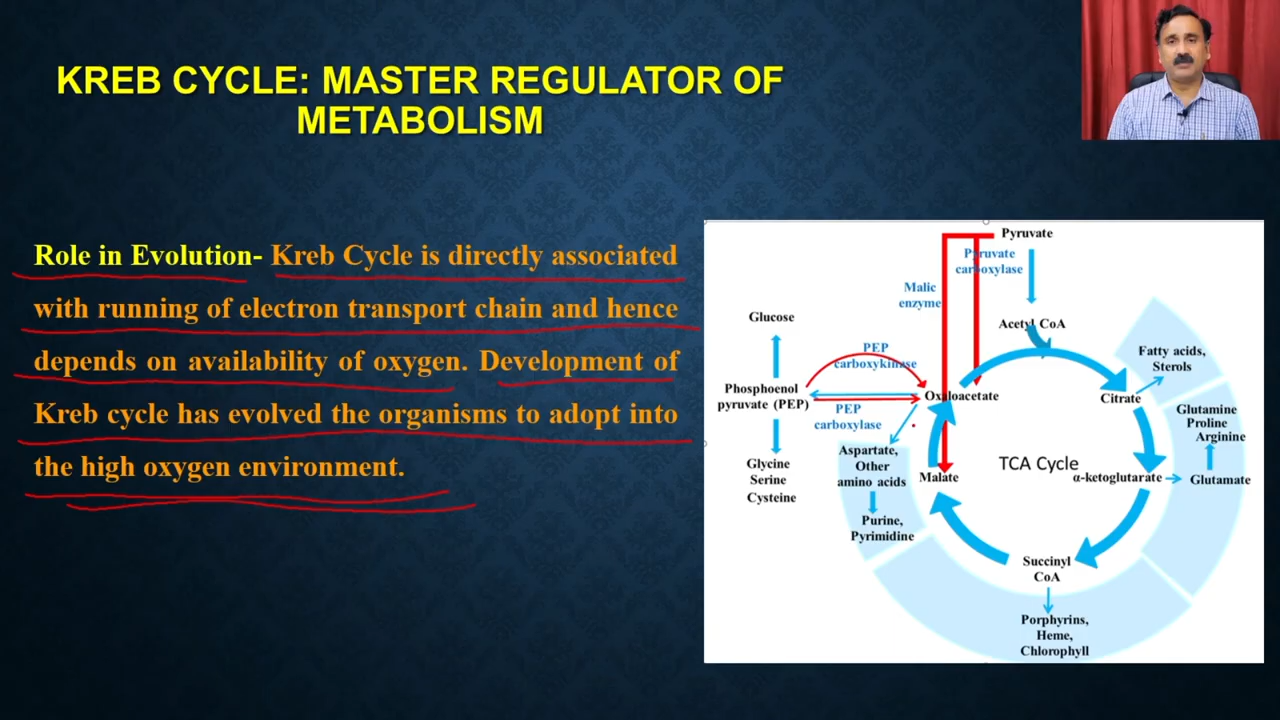 KREB CYCLE: MASTER REGULATOR OF
METABOLISM
Role in Evolution- Kreb Cycle is directly associated
with running of electron transport chain and hence
depends on availability of oxygen. Development of
Kreb cycle has evolved the organisms to adopt into
the high oxygen environment.
Pyruvate
Pyruvate
carboxylase
Malic
enzyme
Glucose
Acetyl CoA
PEP
carboxykinase
Fatty acids,
Sterols
Phosphoenol
pyruvate (PEP)
Oxaloacetate
Citrate
PEP
carboxylase
Glutamine
Proline
Arginine
Aspartate,
Other
amino acids
Glycine
Serine
Cysteine
Malate
TCA Cycle
α-ketoglutarate
Glutamate
Purine,
Pyrimidine
Succinyl
CoA
Porphyrins,
Heme,
Chlorophyll